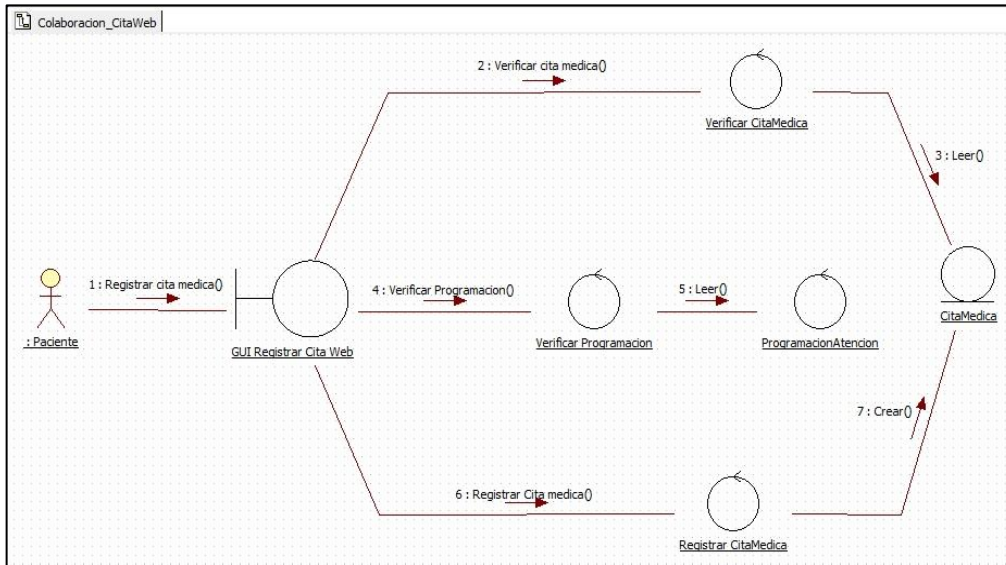 Colaboracion_CitaWeb
2 : Verificar cita medica()
Verificar CitaMedica
3 : Leer()
1 : Registrar cita medica()
4 : Verificar Programacion()
5 : Leer()
: Paciente
GUI Registrar Cita Web
Verificar Programacion
ProgramacionAtencion
CitaMedica
7 : Crear()
6 : Registrar Cita medica()
Registrar CitaMedica